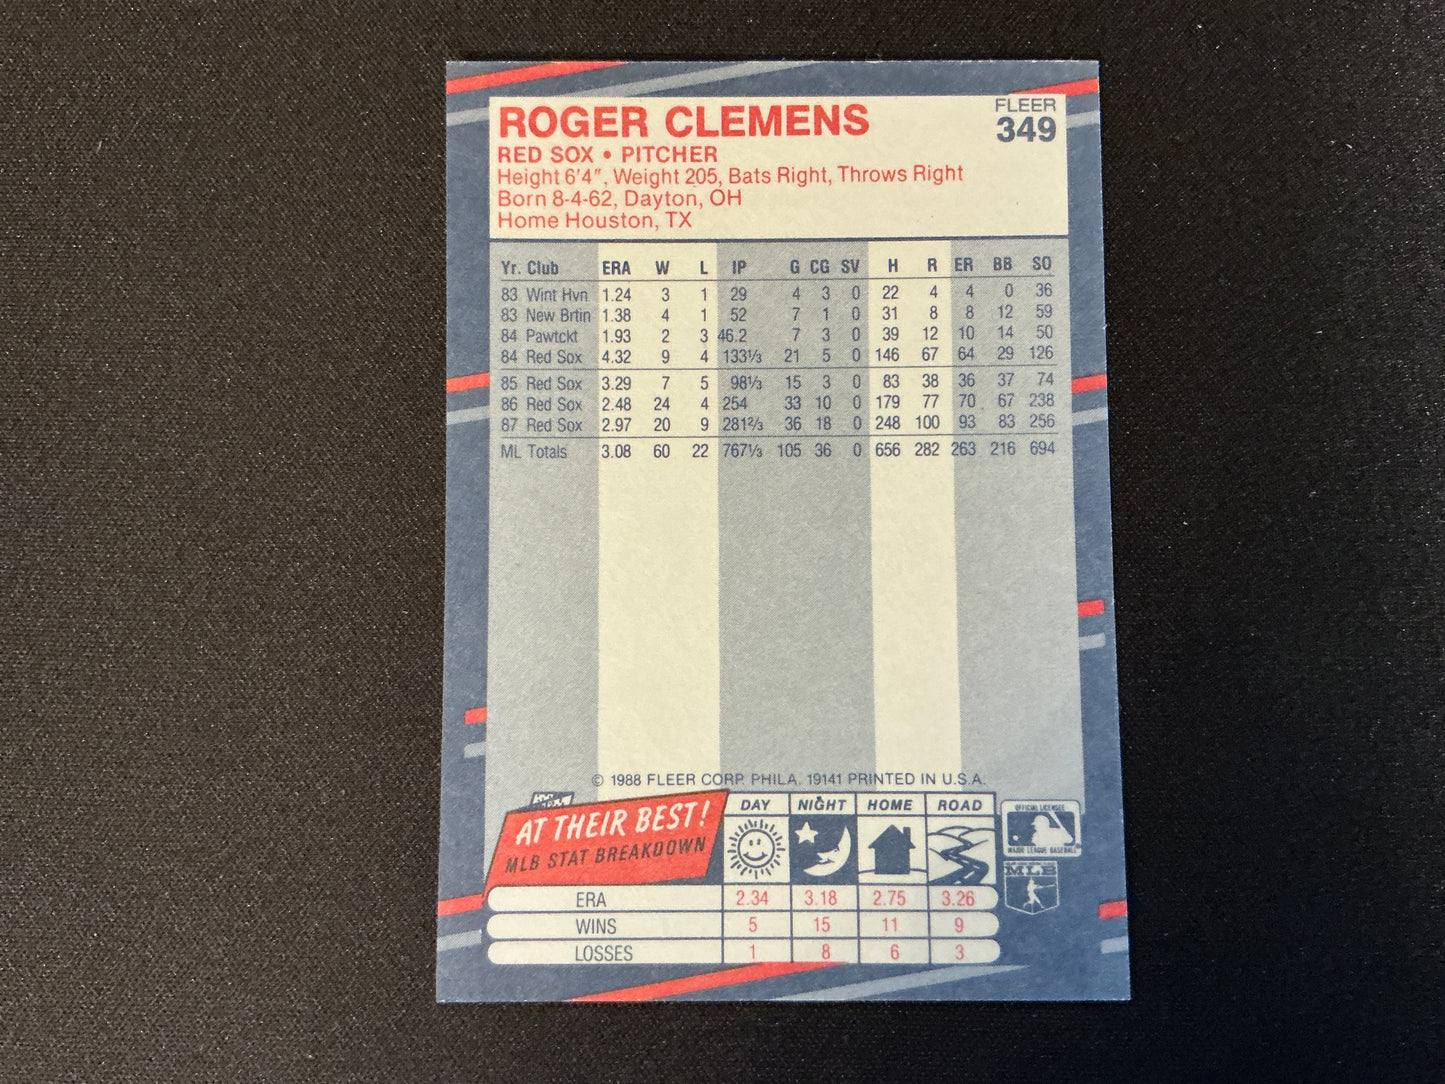 FLEER
ROGER CLEMENS 349
RED SOX • PITCHER
Height 6'4", Weight 205, Bats Right, Throws Right
Born 8-4-62, Dayton, OH
Home Houston, TX
Yr. Club ERA W L IP G CG SV H R ER BB SO
83 Wint Hvn 1.24 3 1 29 4 3 0 22 4 4 0 36
83 New Brtin 1.38 4 1 52 7 1 0 31 8 8 12 59
84 Pawtckt 1.93 2 3 46.2 7 3 0 39 12 10 14 50
84 Red Sox 4.32 9 4 133⅓ 21 5 0 146 67 64 29 126
85 Red Sox 3.29 7 5 98⅓ 15 3 0 83 38 36 37 74
86 Red Sox 2.48 24 4 254 33 10 0 179 77 70 67 238
87 Red Sox 2.97 20 9 281⅔ 36 18 0 248 100 93 83 256
ML Totals 3.08 60 22 767⅓ 105 36 0 656 282 263 216 694
© 1988 FLEER CORP. PHILA. 19141 PRINTED IN U.S.A.
AT THEIR BEST!
MLB STAT BREAKDOWN
DAY NIGHT HOME ROAD
ERA 2.34 3.18 2.75 3.26
WINS 5 15 11 9
LOSSES 1 8 6 3
OFFICIAL LICENSEE
MAJOR LEAGUE BASEBALL
MLB